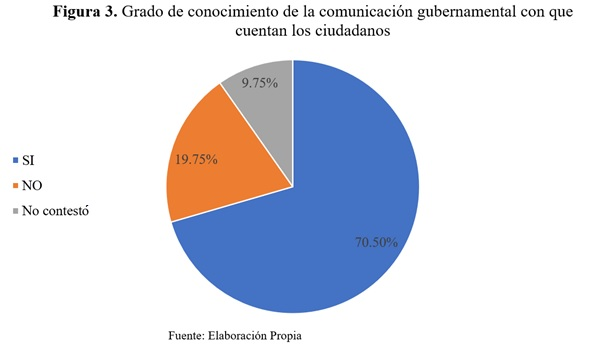 Figura 3. Grado de conocimiento de la comunicación gubernamental con que
cuentan los ciudadanos
9.75%
19.75%
SI
NO
No contestó
70.50%
Fuente: Elaboración Propia